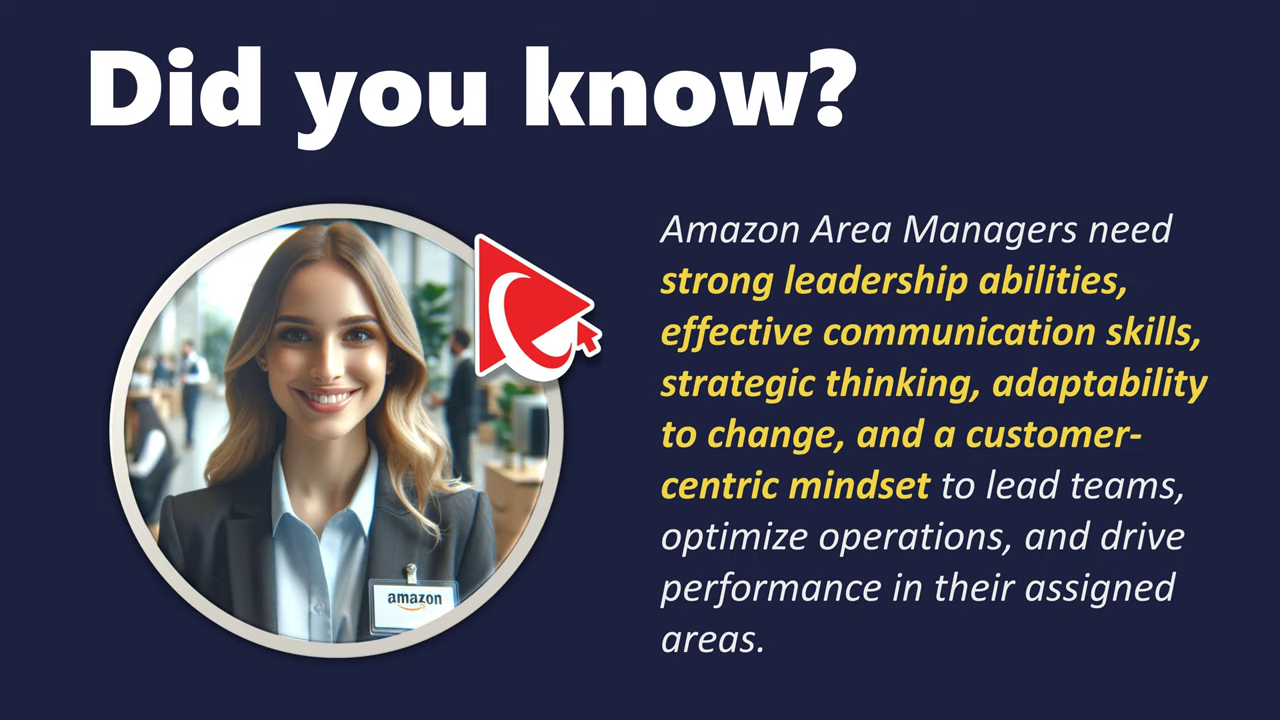 Did you know?
Amazon Area Managers need
strong leadership abilities,
effective communication skills,
strategic thinking, adaptability
to change, and a customer-
centric mindset to lead teams,
optimize operations, and drive
performance in their assigned
areas.
amazon